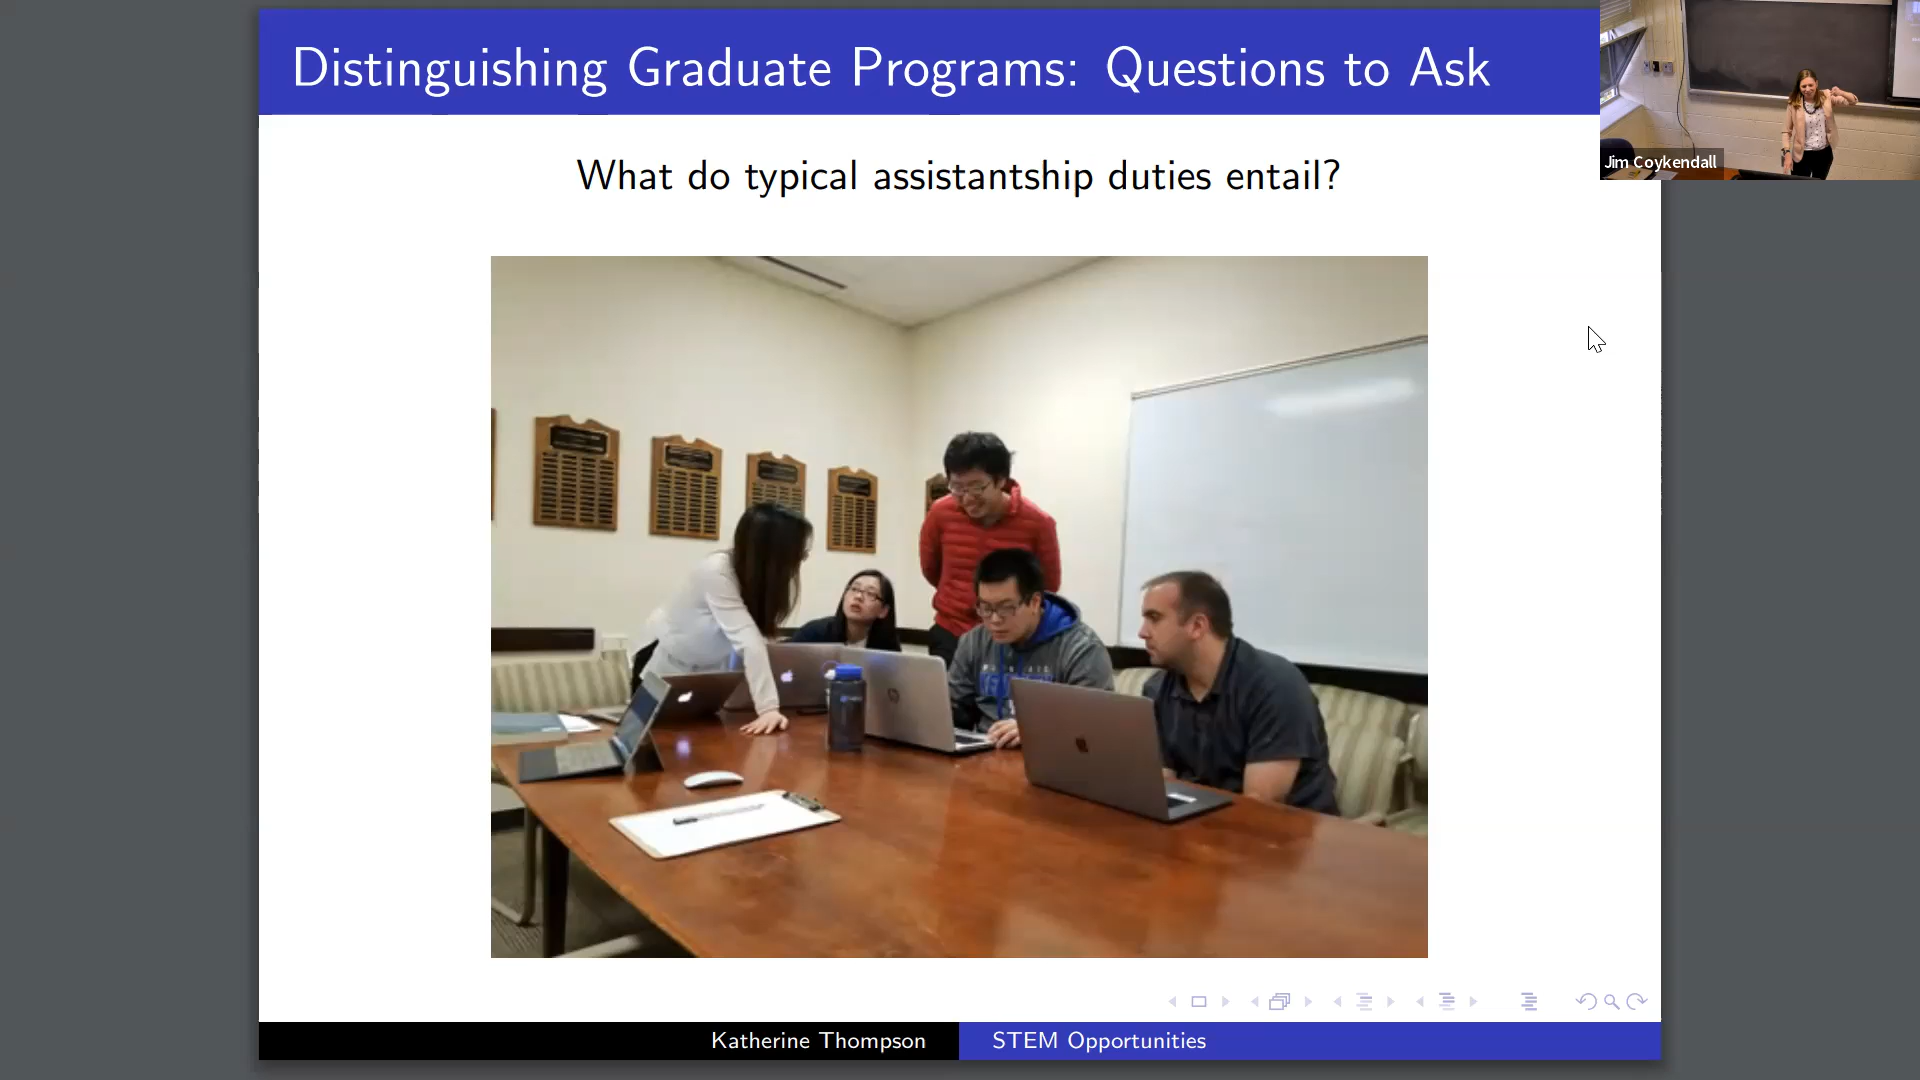 Distinguishing Graduate Programs: Questions to Ask
Jim Coykendall
What do typical assistantship duties entail?
Katherine Thompson
STEM Opportunities